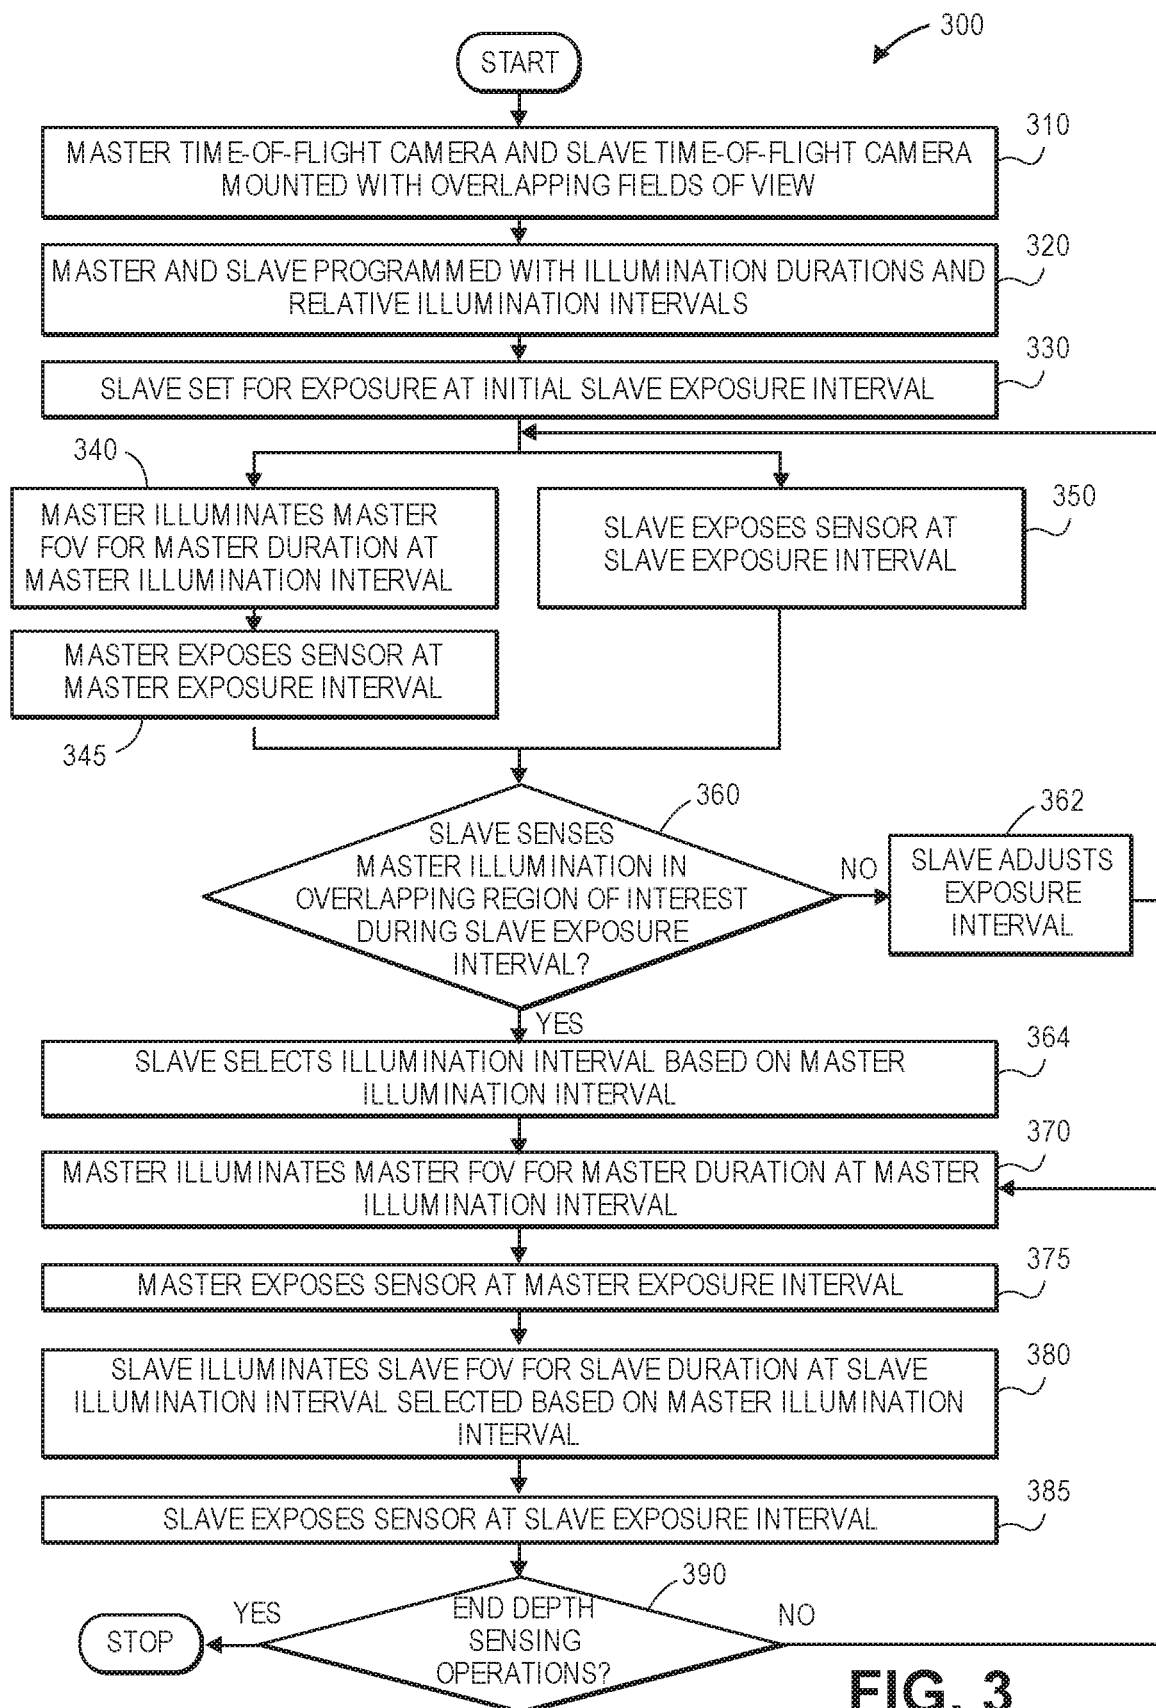 300
START
310
MASTER TIME-OF-FLIGHT CAMERA AND SLAVE TIME-OF-FLIGHT CAMERA
MOUNTED WITH OVERLAPPING FIELDS OF VIEW
320
MASTER AND SLAVE PROGRAMMED WITH ILLUMINATION DURATIONS AND
RELATIVE ILLUMINATION INTERVALS
330
SLAVE SET FOR EXPOSURE AT INITIAL SLAVE EXPOSURE INTERVAL
340
MASTER ILLUMINATES MASTER
FOV FOR MASTER DURATION AT
MASTER ILLUMINATION INTERVAL
350
SLAVE EXPOSES SENSOR AT
SLAVE EXPOSURE INTERVAL
MASTER EXPOSES SENSOR AT
MASTER EXPOSURE INTERVAL
345
360
SLAVE SENSES
MASTER ILLUMINATION IN
OVERLAPPING REGION OF INTEREST
DURING SLAVE EXPOSURE
INTERVAL?
NO
362
SLAVE ADJUSTS
EXPOSURE
INTERVAL
YES
364
SLAVE SELECTS ILLUMINATION INTERVAL BASED ON MASTER
ILLUMINATION INTERVAL
370
MASTER ILLUMINATES MASTER FOV FOR MASTER DURATION AT MASTER
ILLUMINATION INTERVAL
375
MASTER EXPOSES SENSOR AT MASTER EXPOSURE INTERVAL
380
SLAVE ILLUMINATES SLAVE FOV FOR SLAVE DURATION AT SLAVE
ILLUMINATION INTERVAL SELECTED BASED ON MASTER ILLUMINATION
INTERVAL
385
SLAVE EXPOSES SENSOR AT SLAVE EXPOSURE INTERVAL
390
END DEPTH
SENSING
OPERATIONS?
YES
STOP
NO
FIG. 3